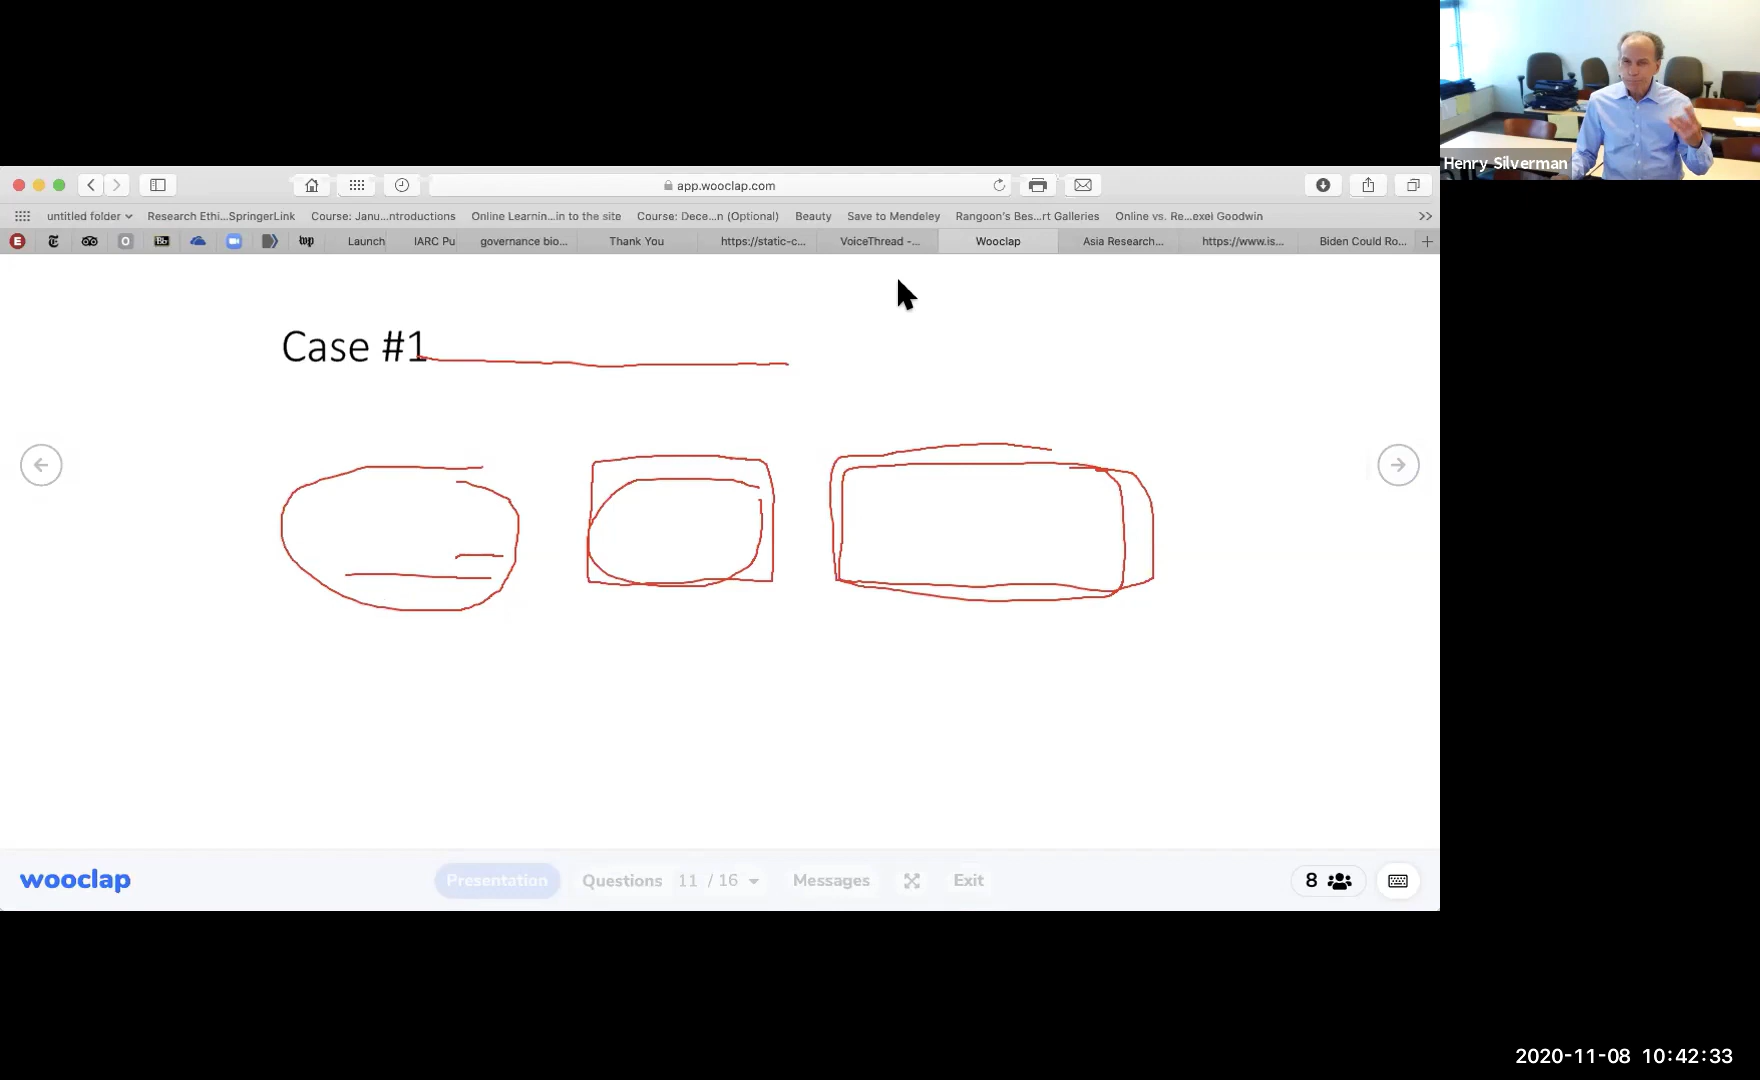 Henry Silverman
app.wooclap.com
untitled folder
Research Ethi...SpringerLink
Course: Janu...ntroductions
Online Learnin...in to the site
Course: Dece...n (Optional)
Beauty
Save to Mendeley
Rangoon's Bes...rt Galleries
Online vs. Re...exel Goodwin
Launch
IARC Pu
governance bio...
Thank You
https://static-c...
VoiceThread -...
Wooclap
Asia Research...
https://www.is...
Biden Could Ro...
Case #1
wooclap
Presentation
Questions 11 / 16
Messages
Exit
8
2020-11-08 10:42:33